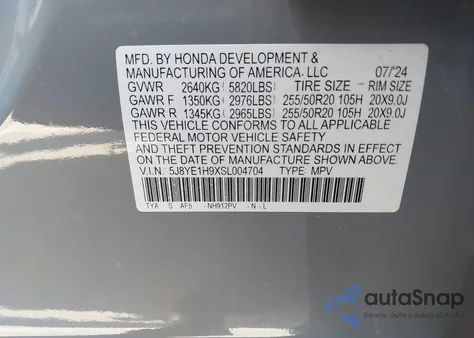 MFD. BY HONDA DEVELOPMENT &
MANUFACTURING OF AMERICA, LLC 07/'24
GVWR 2640KG (5820LBS) TIRE SIZE - RIM SIZE
GAWR F 1350KG (2976LBS) 255/50R20 105H 20X9.0J
GAWR R 1345KG (2965LBS) 255/50R20 105H 20X9.0J
THIS VEHICLE CONFORMS TO ALL APPLICABLE
FEDERAL MOTOR VEHICLE SAFETY
AND THEFT PREVENTION STANDARDS IN EFFECT
ON THE DATE OF MANUFACTURE SHOWN ABOVE.
V.I.N. 5J8YE1H9XSL004704 TYPE: MPV
TYA S AF5 NH912PV - N - L
autoSnap